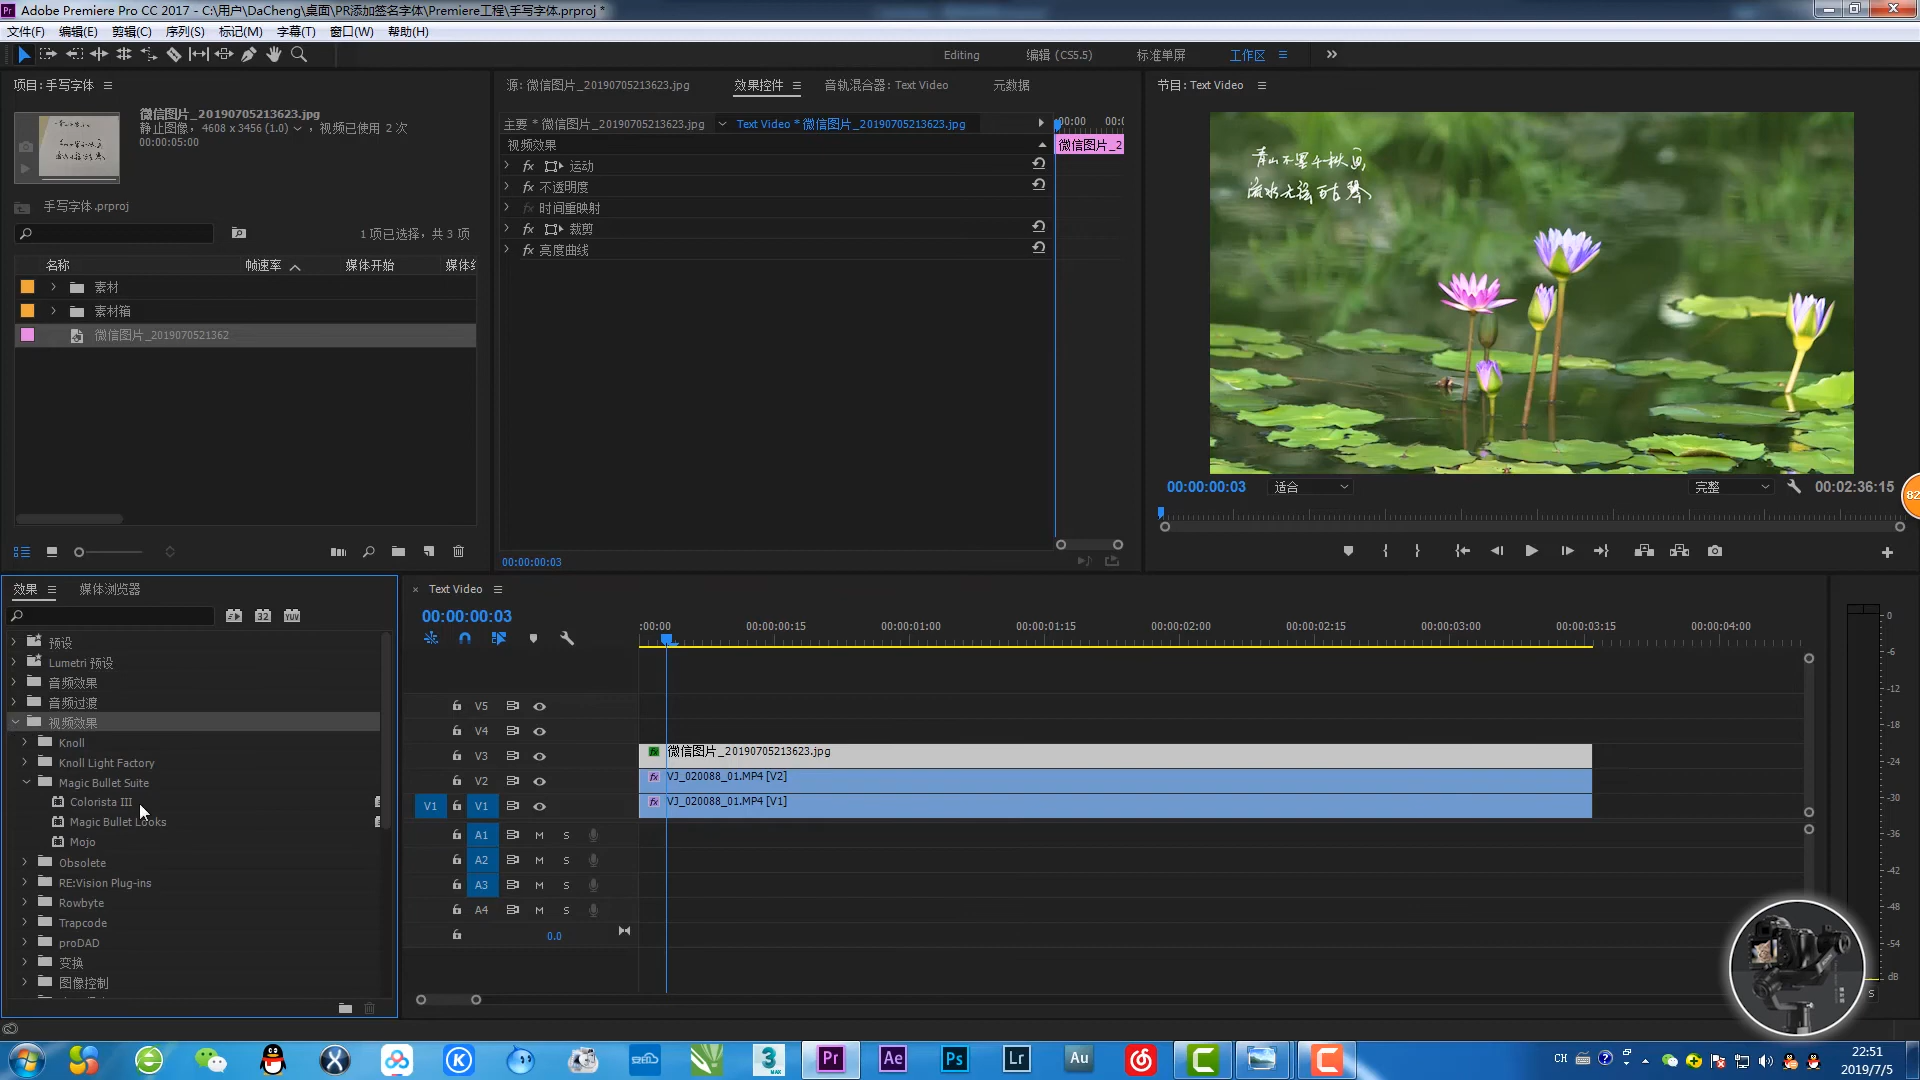 Adobe Premiere Pro CC 2017 - C:\用户\DaCheng\桌面\PR添加签名字体\Premiere工程\手写字体.prproj *
文件(F) 编辑(E) 剪辑(C) 序列(S) 标记(M) 字幕(T) 窗口(W) 帮助(H)
Editing 编辑 (CS5.5) 标准单屏 工作区
项目: 手写字体
微信图片_20190705213623.jpg
静止图像, 4608 x 3456 (1.0) , 视频已使用 2 次
00:00:05:00
手写字体.prproj
1 项已选择, 共 3 项
名称 帧速率 媒体开始
素材
素材箱
微信图片_2019070521362
源: 微信图片_20190705213623.jpg 效果控件 音轨混合器: Text Video 元数据
主要 * 微信图片_20190705213623.jpg Text Video * 微信图片_20190705213623.jpg
视频效果
fx 运动
fx 不透明度
fx 时间重映射
fx 裁剪
fx 亮度曲线
微信图片_2
00:00:00:03
节目: Text Video
青山不墨千秋画,
流水无弦万古琴
00:00:00:03 适合 完整 00:02:36:15
82
效果 媒体浏览器
32 YUV
预设
Lumetri 预设
音频效果
音频过渡
视频效果
Knoll
Knoll Light Factory
Magic Bullet Suite
Colorista III
Magic Bullet Looks
Mojo
Obsolete
RE:Vision Plug-ins
Rowbyte
Trapcode
proDAD
变换
图像控制
Text Video
00:00:00:03
:00:00 00:00:00:15 00:00:01:00 00:00:01:15 00:00:02:00 00:00:02:15 00:00:03:00 00:00:03:15 00:00:04:00
V5
V4
V3 fx 微信图片_20190705213623.jpg
V2 fx VJ_020088_01.MP4 [V2]
V1 V1 fx VJ_020088_01.MP4 [V1]
A1 M S
A2 M S
A3 M S
A4 M S
0.0
0
-6
-12
-18
-24
-30
-36
-42
-48
-54
dB
S
Pr Ae Ps Lr Au
CH
22:51
2019/7/5